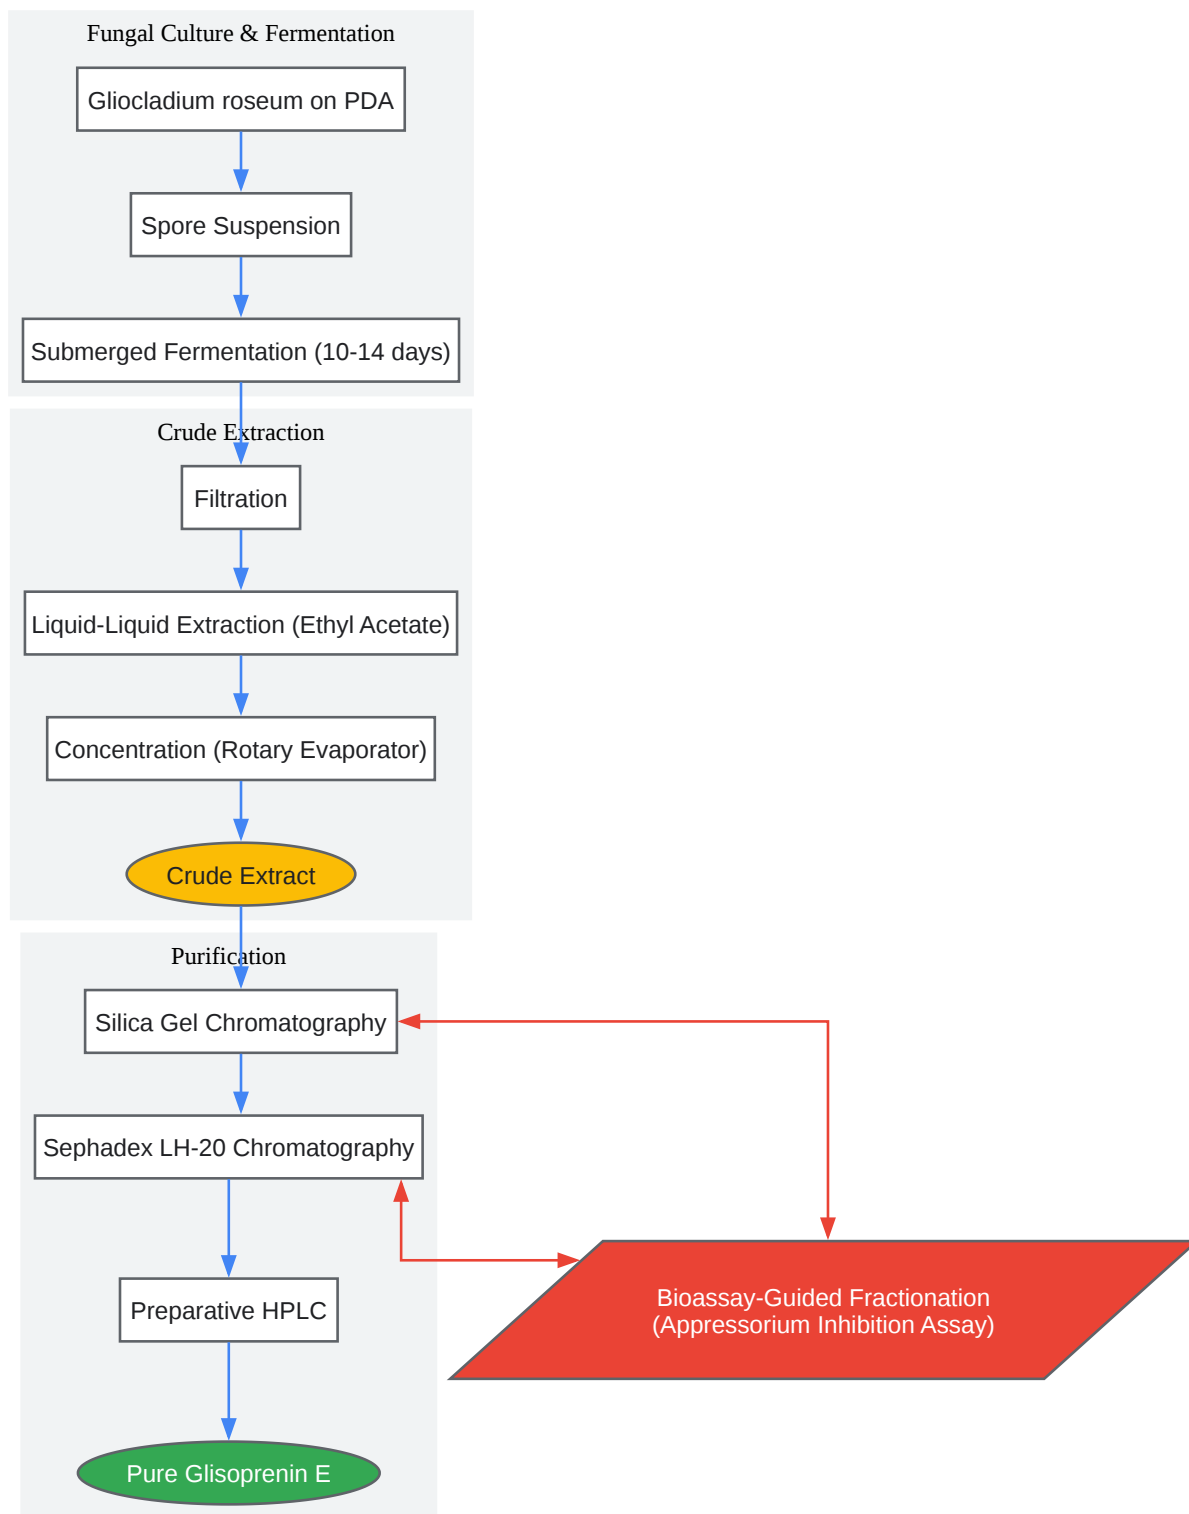 Fungal Culture & Fermentation
Gliocladium roseum on PDA
Spore Suspension
Submerged Fermentation (10-14 days)
Crude Extraction
Filtration
Liquid-Liquid Extraction (Ethyl Acetate)
Concentration (Rotary Evaporator)
Crude Extract
Purification
Silica Gel Chromatography
Sephadex LH-20 Chromatography
Bioassay-Guided Fractionation
(Appressorium Inhibition Assay)
Preparative HPLC
Pure Glisoprenin E